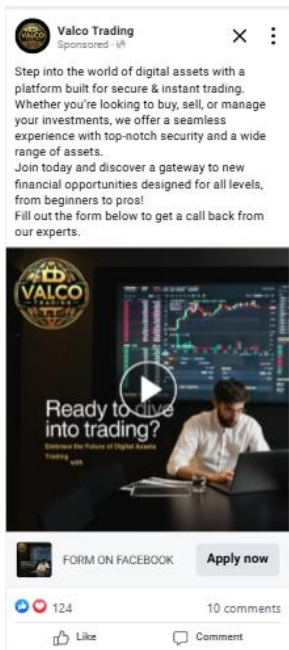 Valco Trading
Sponsored ·
Step into the world of digital assets with a
platform built for secure & instant trading.
Whether you're looking to buy, sell, or manage
your investments, we offer a seamless
experience with top-notch security and a wide
range of assets.
Join today and discover a gateway to new
financial opportunities designed for all levels,
from beginners to pros!
Fill out the form below to get a call back from
our experts.
VALCO
TRADING
Ready to dive
into trading?
Embrace the Future of Digital Assets
Trading
with
FORM ON FACEBOOK
Apply now
124
10 comments
Like
Comment